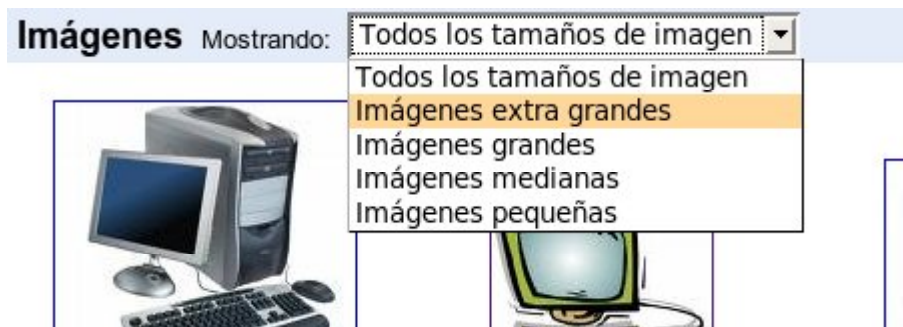 Imágenes Mostrando: Todos los tamaños de imagen
Todos los tamaños de imagen
Imágenes extra grandes
Imágenes grandes
Imágenes medianas
Imágenes pequeñas